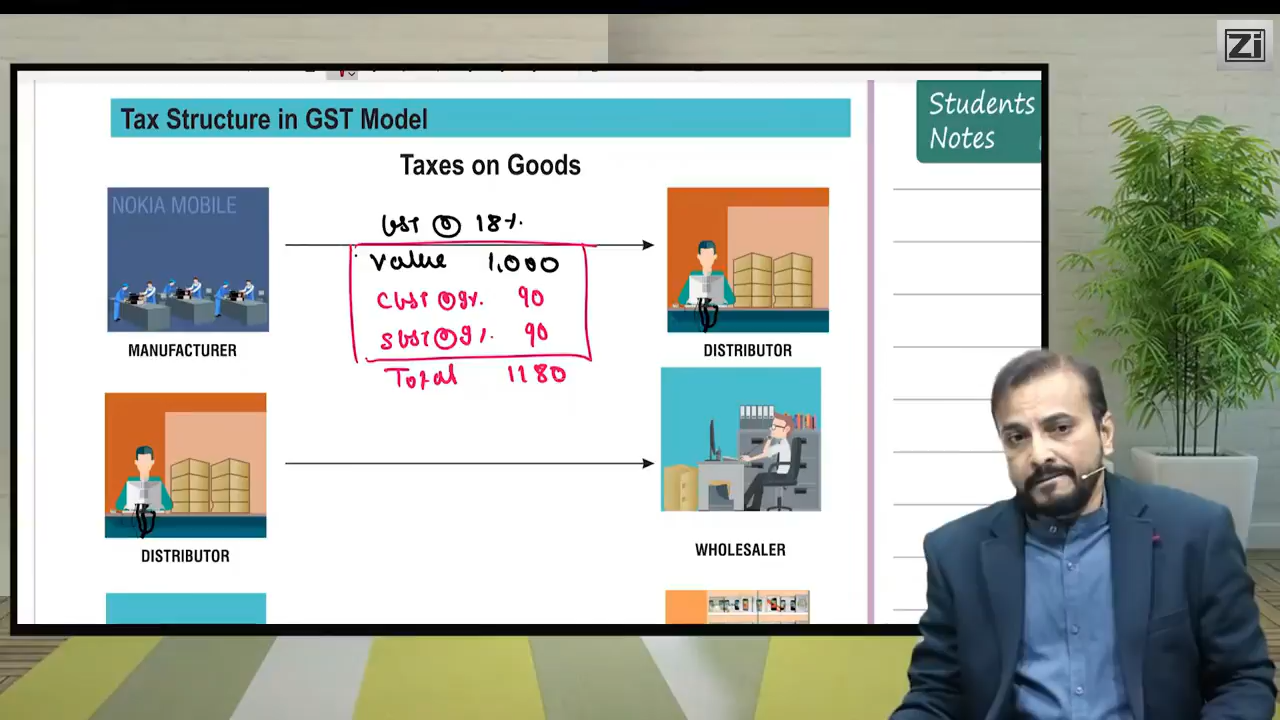 Zi
Tax Structure in GST Model
Students
Notes
Taxes on Goods
NOKIA MOBILE
GST @ 18%
Value 1,000
CGST @ 9% 90
SGST @ 9% 90
Total 1180
MANUFACTURER
DISTRIBUTOR
DISTRIBUTOR
WHOLESALER